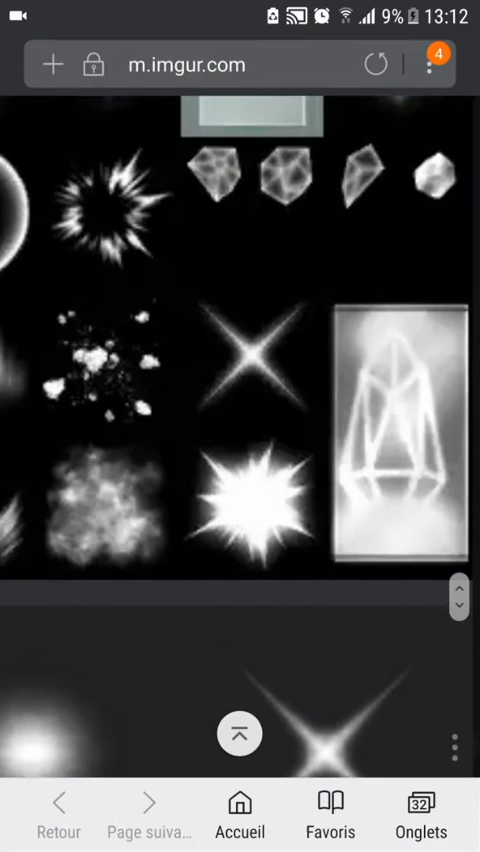 9% 13:12
m.imgur.com
4
Retour
Page suiva...
Accueil
Favoris
32
Onglets